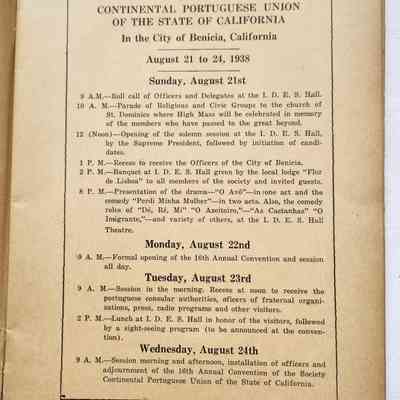 CONTINENTAL PORTUGUESE UNION
OF THE STATE OF CALIFORNIA
In the City of Benicia, California
August 21 to 24, 1938
Sunday, August 21st
9 A.M.—Roll call of Officers and Delegates at the I. D. E. S. Hall.
10 A. M.—Parade of Religious and Civic Groups to the church of
St. Dominics where High Mass will be celebrated in memory
of the members who have passed to the great beyond.
12 (Noon)—Opening of the solemn session at the I. D. E. S. Hall,
by the Supreme President, followed by initiation of candi-
dates.
1 P. M.—Recess to receive the Officers of the City of Benicia.
2 P. M.—Banquet at I. D. E. S. Hall given by the local lodge "Flor
de Lisboa" to all members of the society and invited guests.
8 P. M.—Presentation of the drama—"O Avô"—in one act and the
comedy "Perdi Minha Mulher"—in two acts. Also, the comedy
roles of "Dé, Ré, Mi" "O Azeitairo,"—"As Castanhas" "O
Imigrante,"—and variety of others, at the I. D. E. S. Hall
Theatre.
Monday, August 22nd
9 A. M.—Formal opening of the 16th Annual Convention and session
all day.
Tuesday, August 23rd
9 A. M.—Session in the morning. Recess at noon to receive the
portuguese consular authorities, oficers of fraternal organi-
sations, press, radio programs and other visitors.
2 P. M.—Lunch at I. D. E. S. Hall in honor of the visitors, followed
by a sight-seeing program (to be announced at the conven-
tion).
Wednesday, August 24th
9 A. M.—Session morning and afternoon, installation of officers and
adjournment of the 16th Annual Convention of the Society
Continental Portuguese Union of the State of California.